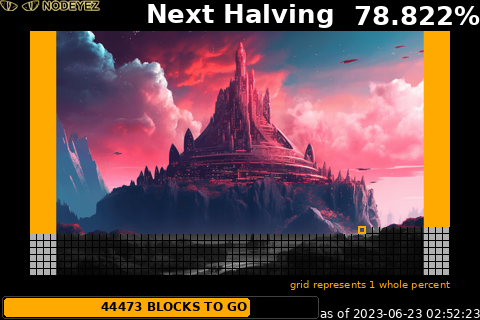 NODEYEZ
Next Halving 78.822%
grid represents 1 whole percent
44473 BLOCKS TO GO
as of 2023-06-23 02:52:23